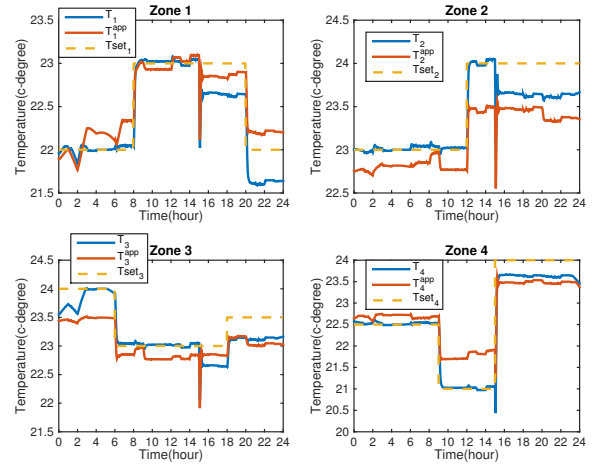 Zone 1
T1
T1app
Tset1
23.5
23
22.5
22
21.5
0 2 4 6 8 10 12 14 16 18 20 22 24
Time(hour)
Temperature(c-degree)
Zone 2
T2
T2app
Tset2
24.5
24
23.5
23
22.5
0 2 4 6 8 10 12 14 16 18 20 22 24
Time(hour)
Temperature(c-degree)
Zone 3
T3
T3app
Tset3
24.5
24
23.5
23
22.5
22
21.5
0 2 4 6 8 10 12 14 16 18 20 22 24
Time(hour)
Temperature(c-degree)
Zone 4
T4
T4app
Tset4
24
23.5
23
22.5
22
21.5
21
20.5
20
0 2 4 6 8 10 12 14 16 18 20 22 24
Time(hour)
Temperature(c-degree)